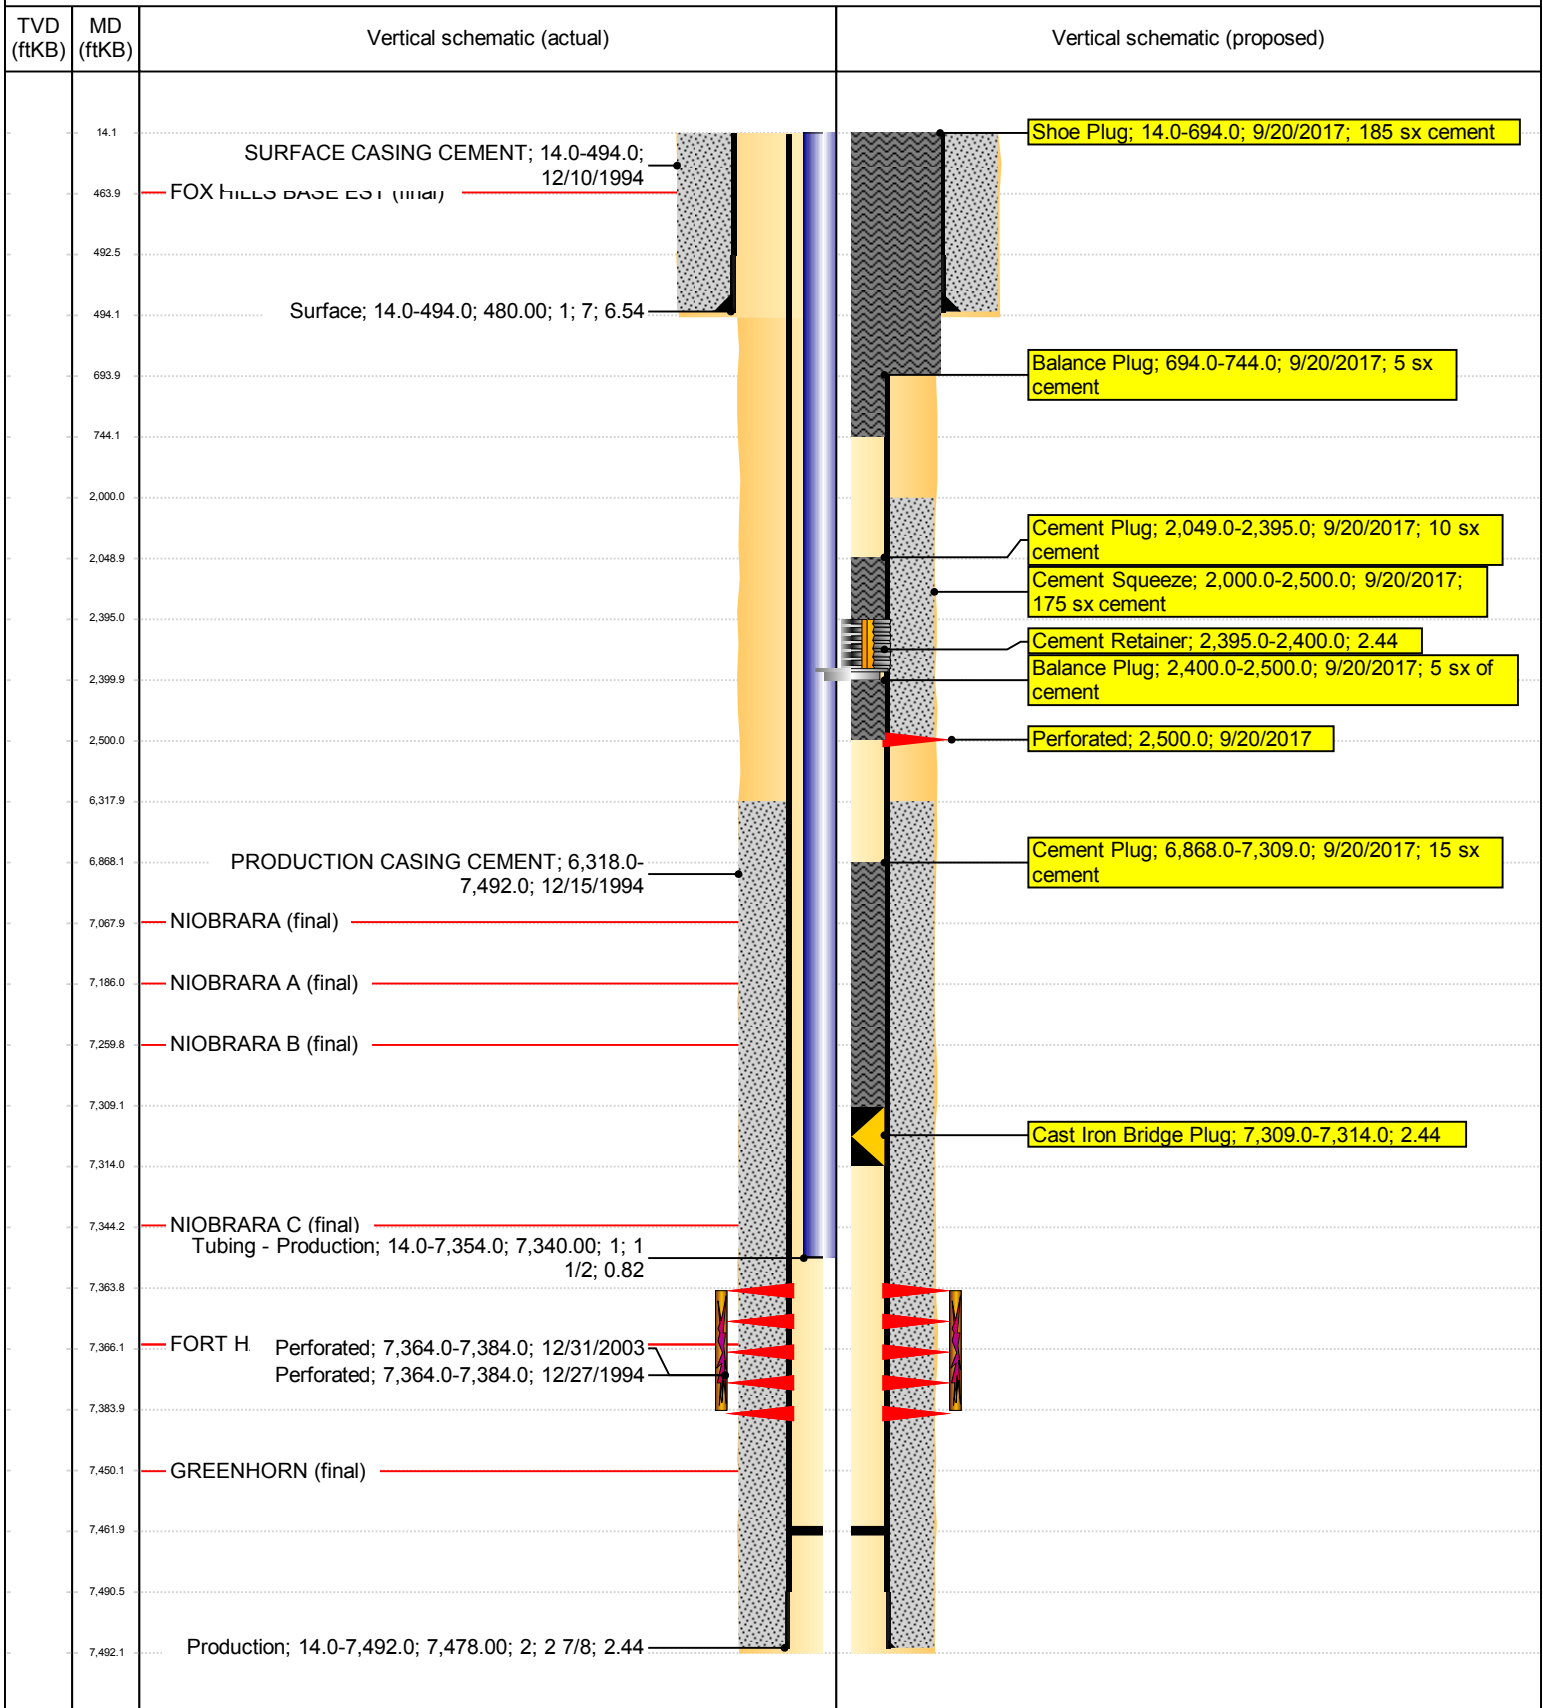 TVD
(ftKB)
MD
(ftKB)
Vertical schematic (actual)
Vertical schematic (proposed)
14.1
463.9
492.5
494.1
693.9
744.1
2,000.0
2,048.9
2,395.0
2,399.9
2,500.0
6,317.9
6,868.1
7,067.9
7,186.0
7,259.8
7,309.1
7,314.0
7,344.2
7,363.8
7,366.1
7,383.9
7,450.1
7,461.9
7,490.5
7,492.1
SURFACE CASING CEMENT; 14.0-494.0;
12/10/1994
FOX HILLS BASE EST (final)
Surface; 14.0-494.0; 480.00; 1; 7; 6.54
PRODUCTION CASING CEMENT; 6,318.0-
7,492.0; 12/15/1994
NIOBRARA (final)
NIOBRARA A (final)
NIOBRARA B (final)
NIOBRARA C (final)
Tubing - Production; 14.0-7,354.0; 7,340.00; 1; 1
1/2; 0.82
FORT H
Perforated; 7,364.0-7,384.0; 12/31/2003
Perforated; 7,364.0-7,384.0; 12/27/1994
GREENHORN (final)
Production; 14.0-7,492.0; 7,478.00; 2; 2 7/8; 2.44
Shoe Plug; 14.0-694.0; 9/20/2017; 185 sx cement
Balance Plug; 694.0-744.0; 9/20/2017; 5 sx
cement
Cement Plug; 2,049.0-2,395.0; 9/20/2017; 10 sx
cement
Cement Squeeze; 2,000.0-2,500.0; 9/20/2017;
175 sx cement
Cement Retainer; 2,395.0-2,400.0; 2.44
Balance Plug; 2,400.0-2,500.0; 9/20/2017; 5 sx of
cement
Perforated; 2,500.0; 9/20/2017
Cement Plug; 6,868.0-7,309.0; 9/20/2017; 15 sx
cement
Cast Iron Bridge Plug; 7,309.0-7,314.0; 2.44